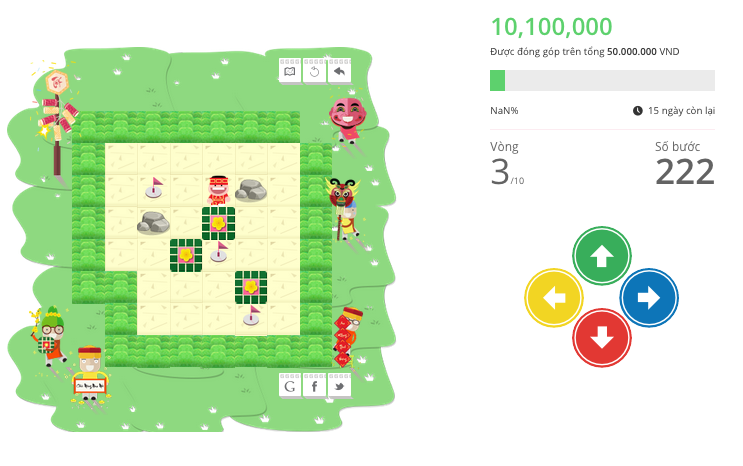 10,100,000
Được đóng góp trên tổng 50.000.000 VND
NaN%
15 ngày còn lại
Vòng
Số bước
3/10
222
G f